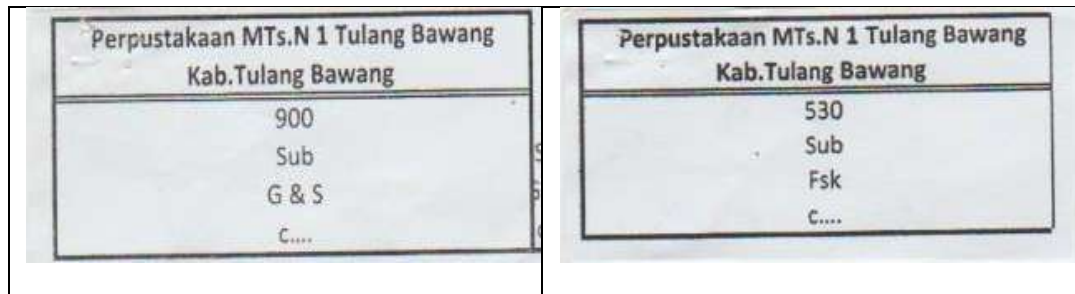 Perpustakaan MTs.N 1 Tulang Bawang
Kab.Tulang Bawang
900
Sub
G & S
C....
Perpustakaan MTs.N 1 Tulang Bawang
Kab.Tulang Bawang
530
Sub
Fsk
C....